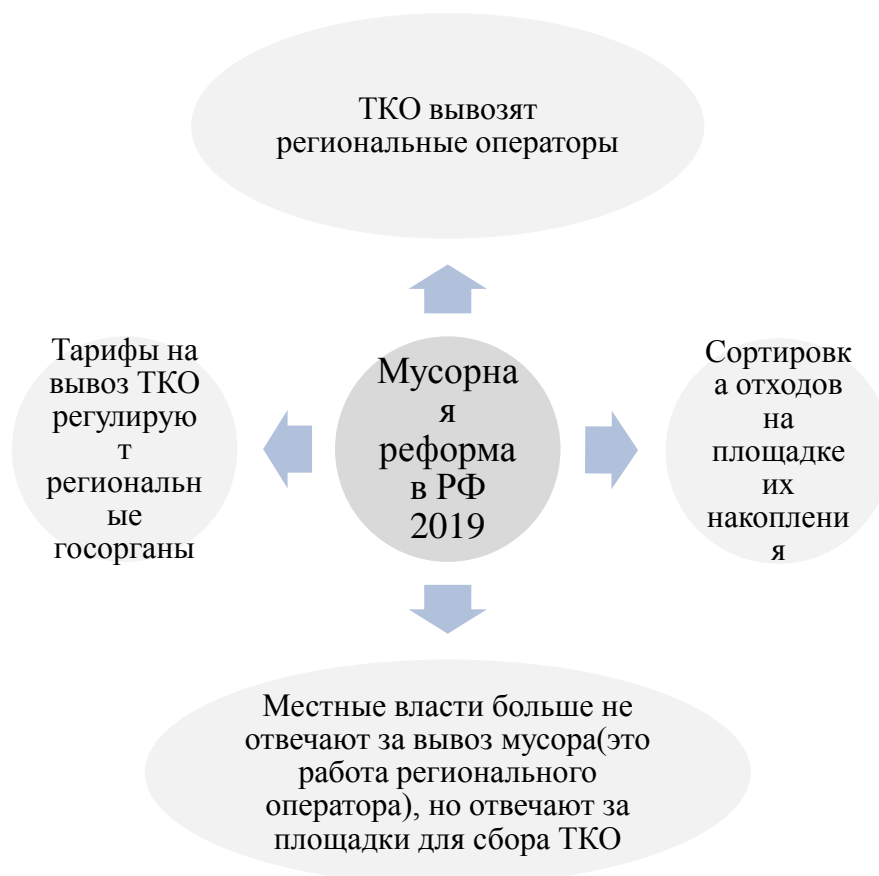 ТКО вывозят
региональные операторы
Тарифы на
вывоз ТКО
регулирую
т
региональн
ые
госорганы
Мусорна
я
реформа
в РФ
2019
Сортировк
а отходов
на
площадке
их
накоплени
я
Местные власти больше не
отвечают за вывоз мусора(это
работа регионального
оператора), но отвечают за
площадки для сбора ТКО